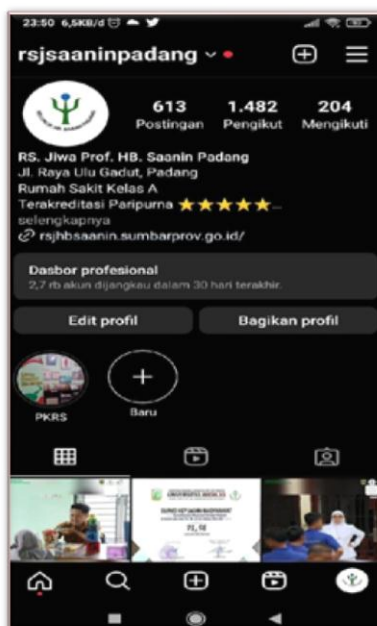 23:50 6,5KB/d
rsjsaaninpadang
613 1.482 204
Postingan Pengikut Mengikuti
RS. Jiwa Prof. HB. Saanin Padang
Jl. Raya Ulu Gadut, Padang
Rumah Sakit Kelas A
Terakreditasi Paripurna ⭐⭐⭐⭐⭐...
selengkapnya
rsjhbsaanin.sumbarprov.go.id/
Dasbor profesional
2,7 rb akun dijangkau dalam 30 hari terakhir.
Edit profil Bagikan profil
PKRS Baru
UNIVERSITAS ANDALAS